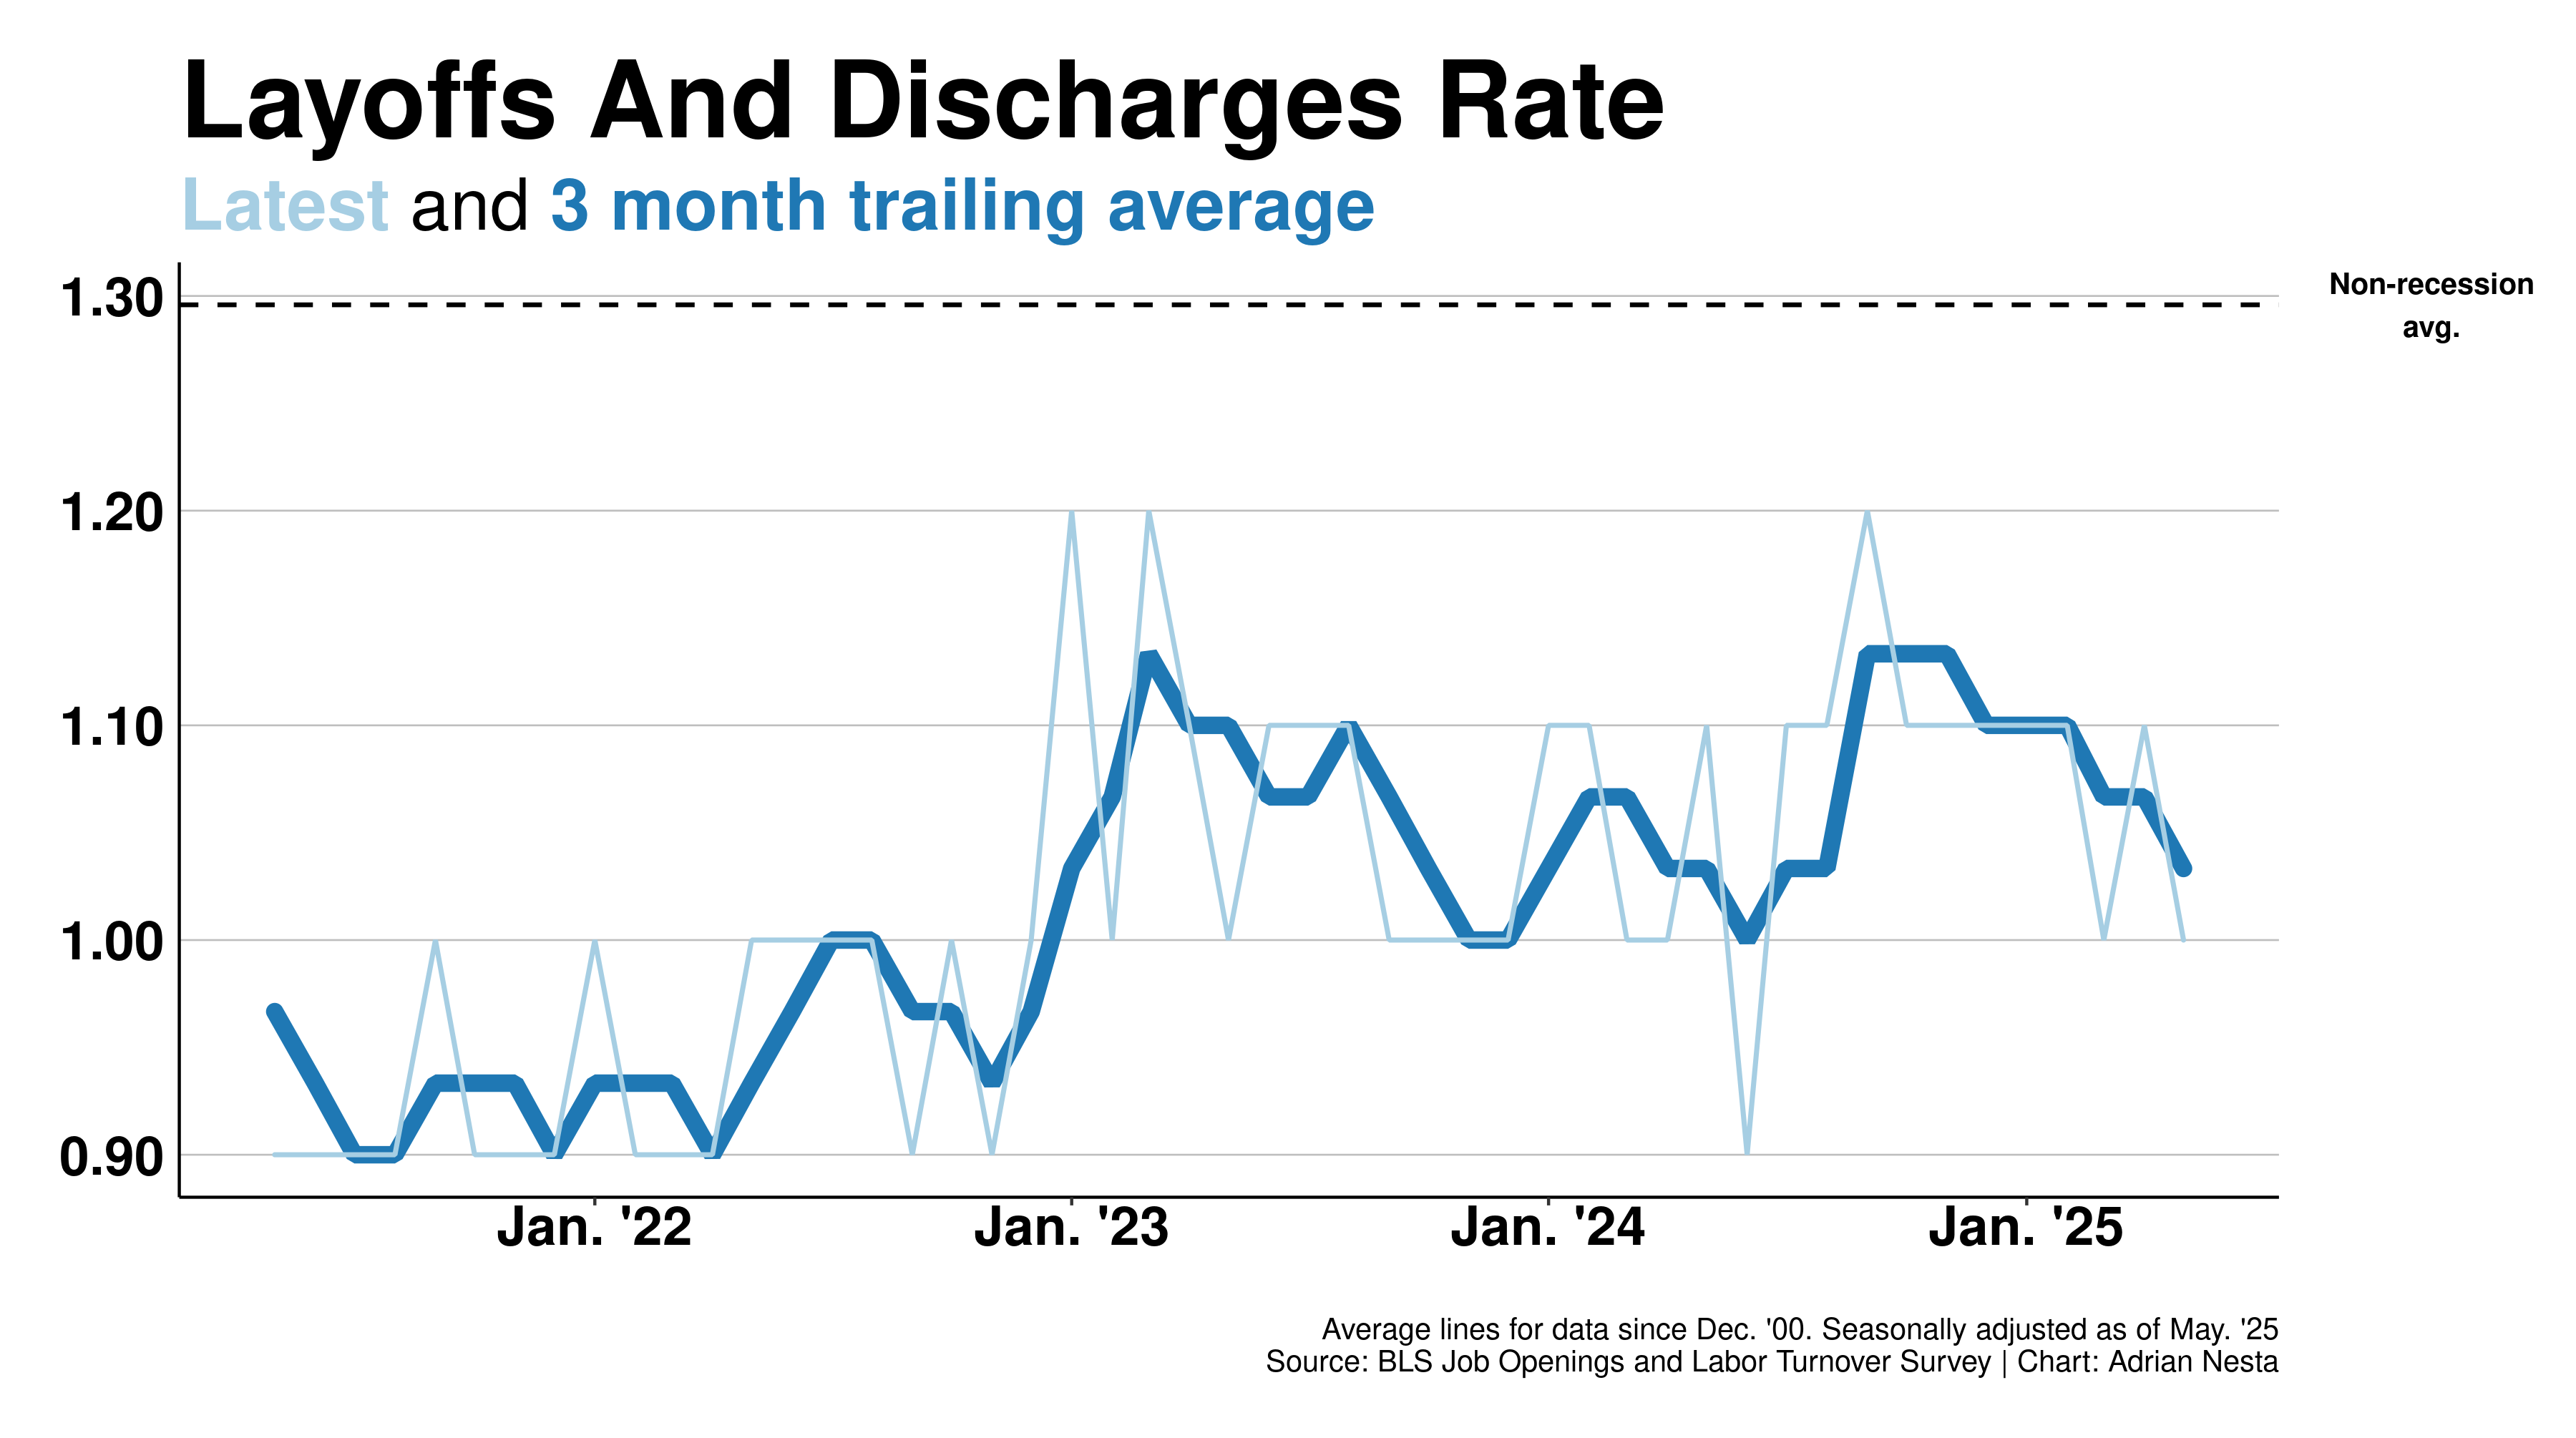 Layoffs And Discharges Rate
Latest and 3 month trailing average
1.30
Non-recession
avg.
1.20
1.10
1.00
0.90
Jan. '22
Jan. '23
Jan. '24
Jan. '25
Average lines for data since Dec. '00. Seasonally adjusted as of May. '25
Source: BLS Job Openings and Labor Turnover Survey | Chart: Adrian Nesta